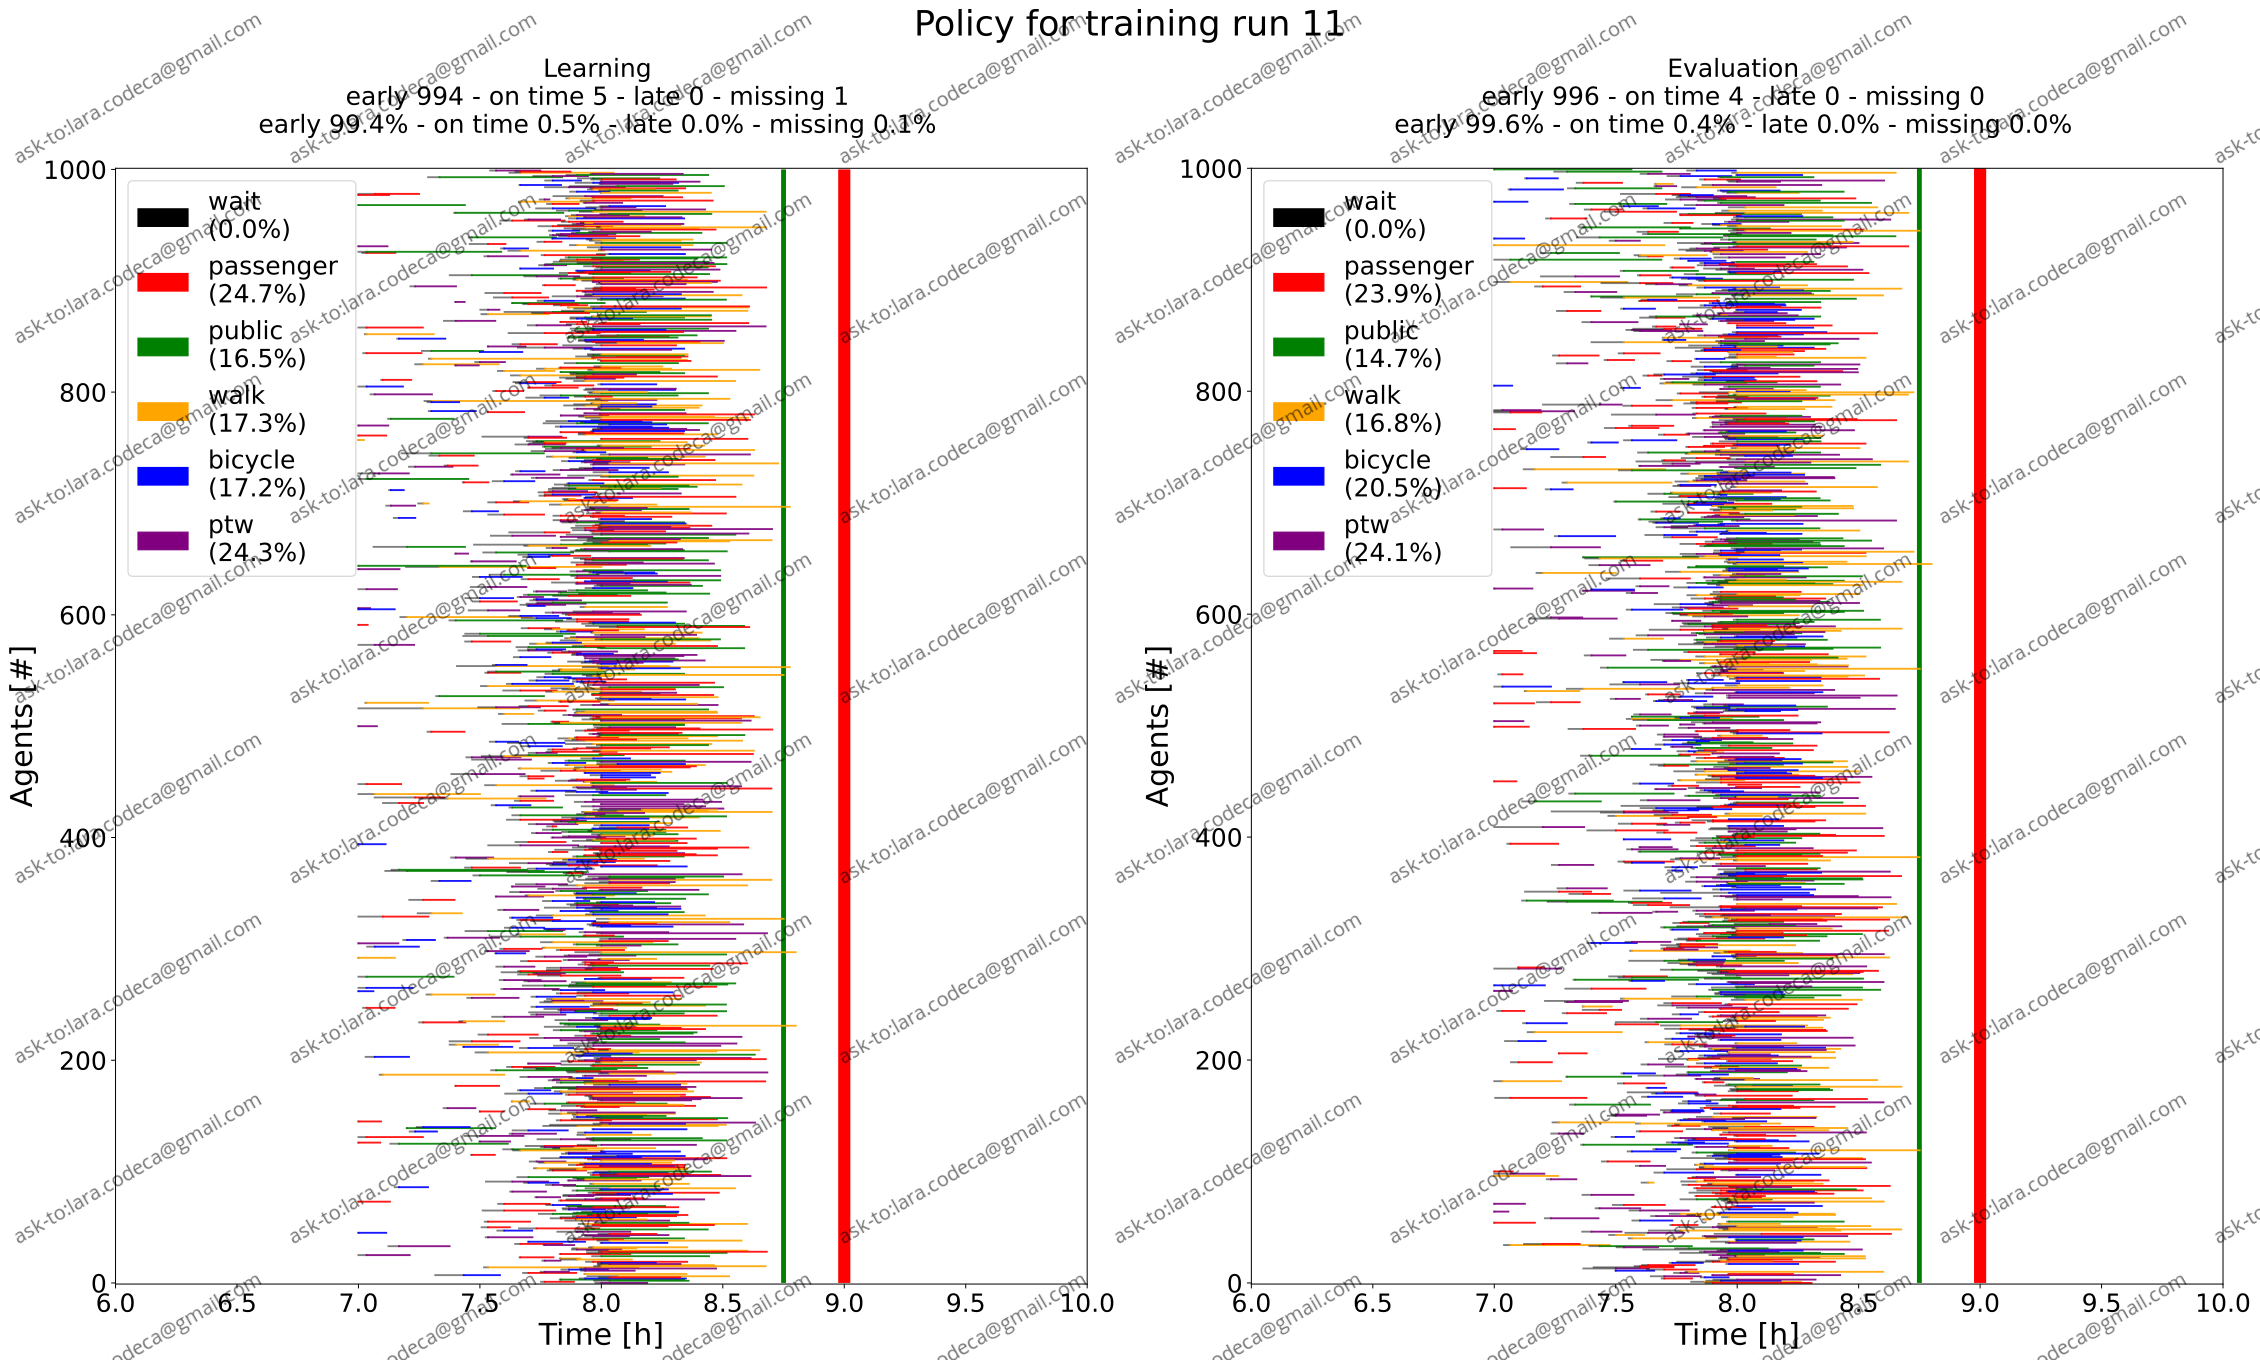 Policy for training run 11
Learning
early 994 - on time 5 - late 0 - missing 1
early 99.4% - on time 0.5% - late 0.0% - missing 0.1%
1000
800
600
400
200
0
Agents [#]
wait
(0.0%)
passenger
(24.7%)
public
(16.5%)
walk
(17.3%)
bicycle
(17.2%)
ptw
(24.3%)
6.0 6.5 7.0 7.5 8.0 8.5 9.0 9.5 10.0
Time [h]
Evaluation
early 996 - on time 4 - late 0 - missing 0
early 99.6% - on time 0.4% - late 0.0% - missing 0.0%
1000
800
600
400
200
0
Agents [#]
wait
(0.0%)
passenger
(23.9%)
public
(14.7%)
walk
(16.8%)
bicycle
(20.5%)
ptw
(24.1%)
6.0 6.5 7.0 7.5 8.0 8.5 9.0 9.5 10.0
Time [h]
ask-to:lara.codeca@gmail.com